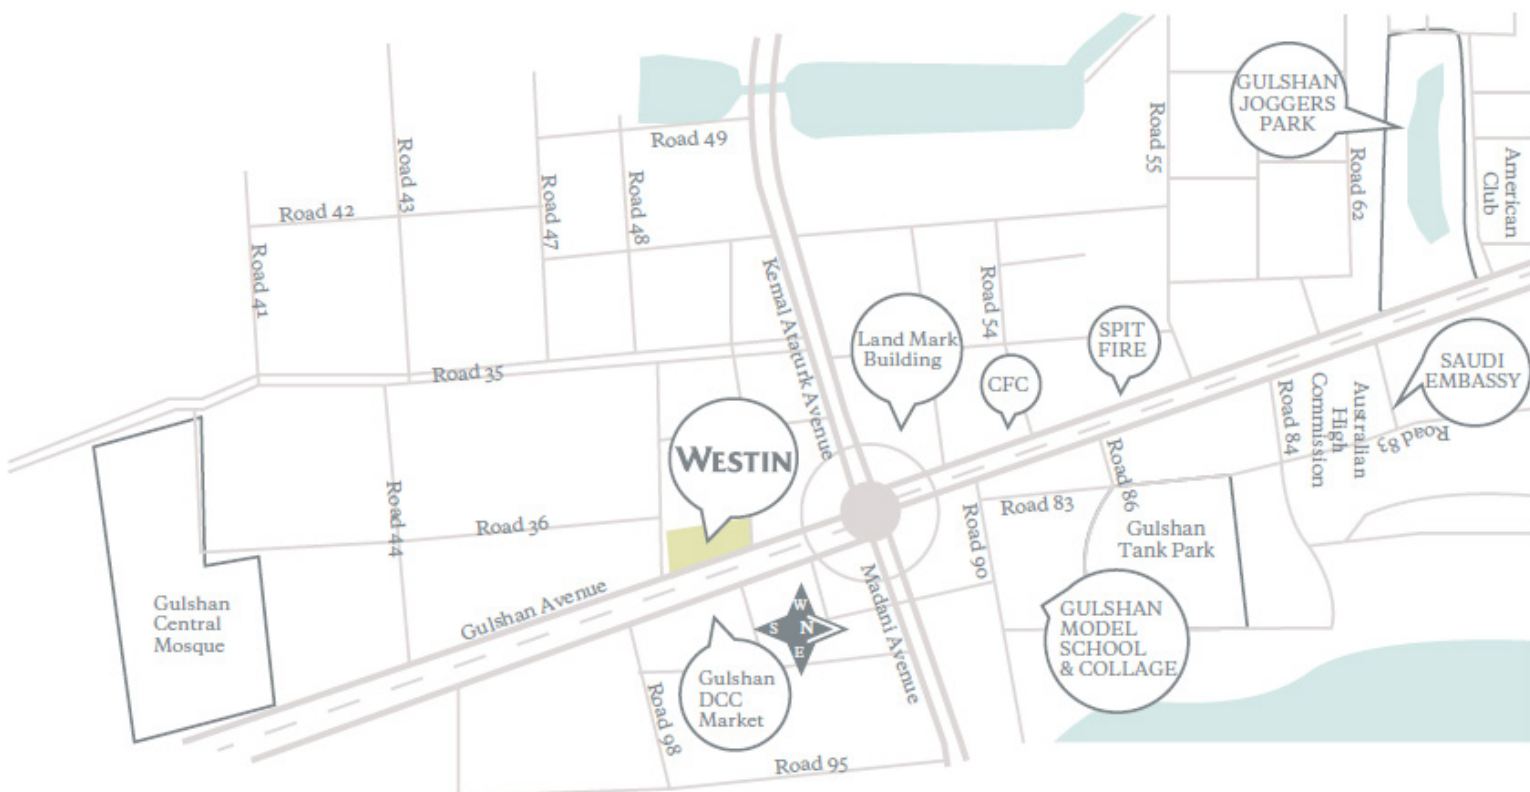 GULSHAN
JOGGERS
PARK
Road 49
Road 55
Road 43
Road 42
Road 47
Road 48
Road 62
American
Club
Road 41
Kemal Ataturk Avenue
Road 54
Land Mark
Building
SPIT
FIRE
CFC
SAUDI
EMBASSY
Road 35
Road 84
Australian
High
Commission
Road 83
WESTIN
Road 44
Road 36
Road 86
Road 83
Road 90
Gulshan
Tank Park
Gulshan Avenue
Madani Avenue
Gulshan
Central
Mosque
W
S
N
E
GULSHAN
MODEL
SCHOOL
& COLLAGE
Gulshan
DCC
Market
Road 98
Road 95